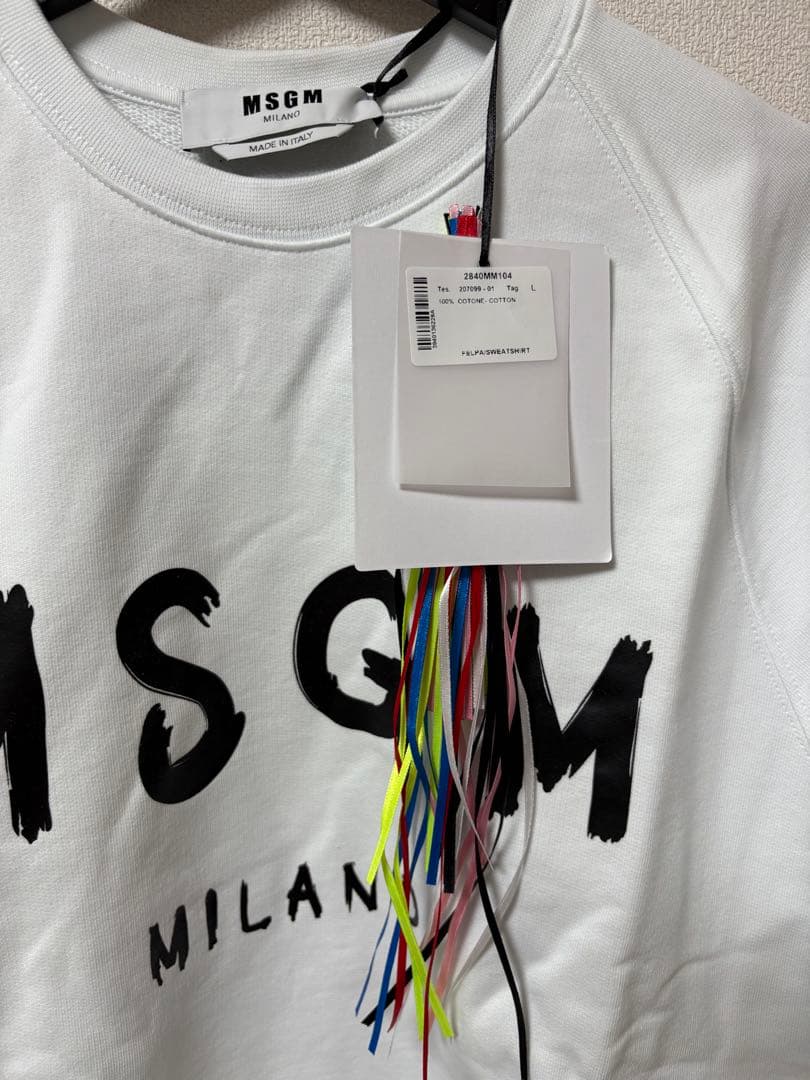 MSGM
MILANO
MADE IN ITALY
2840MM104
Tes. 207099 - 01 Tag L
100% COTONE- COTTON
FELPA/SWEATSHIRT
MSGM
MILANO